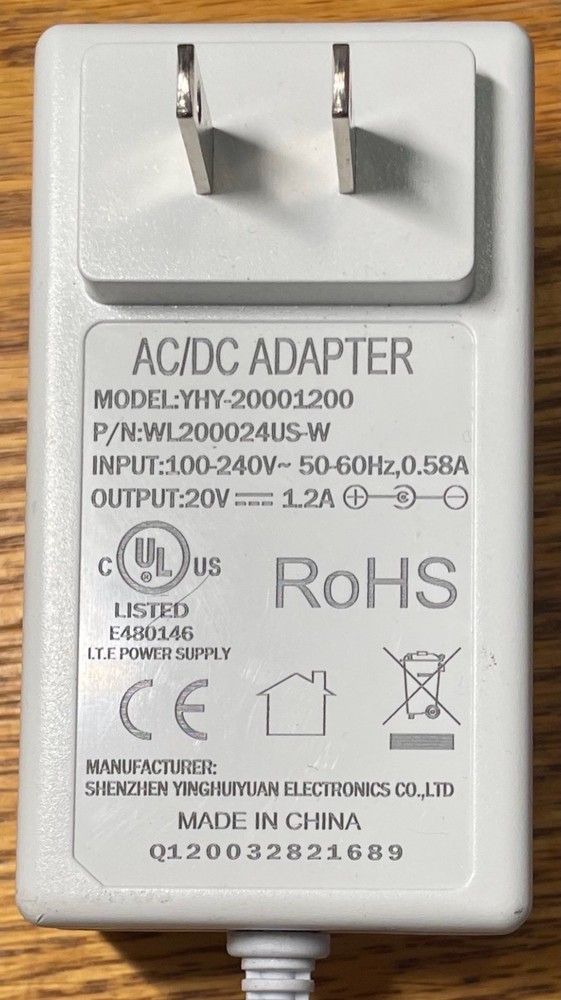 AC/DC ADAPTER
MODEL:YHY-20001200
P/N:WL200024US-W
INPUT:100-240V~ 50-60Hz,0.58A
OUTPUT:20V ⎓ 1.2A
C UL US
R
LISTED
E480146
I.T.E POWER SUPPLY
RoHS
CE
MANUFACTURER:
SHENZHEN YINGHUIYUAN ELECTRONICS CO.,LTD
MADE IN CHINA
Q120032821689